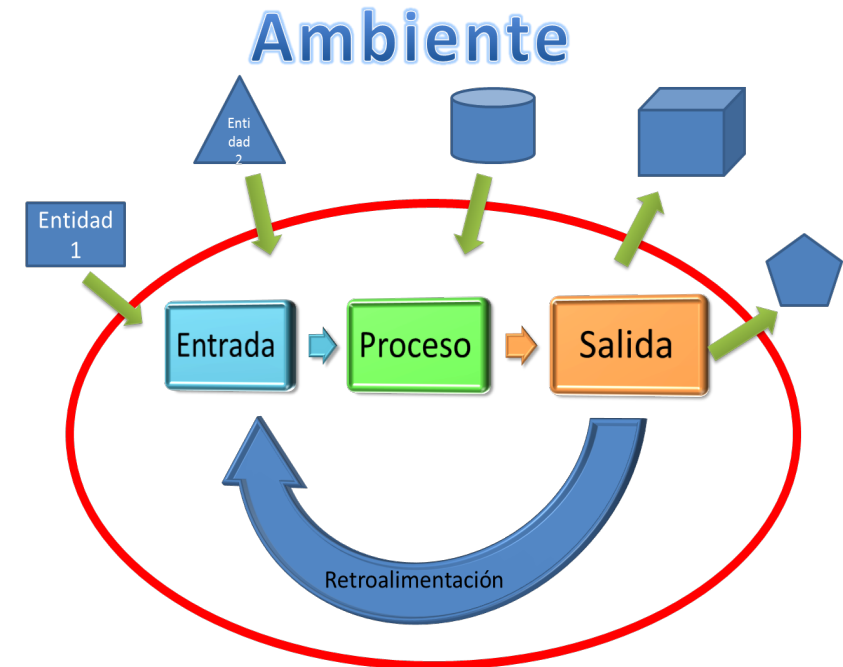 Ambiente
Enti
dad
2
Entidad
1
Entrada
Proceso
Salida
Retroalimentación